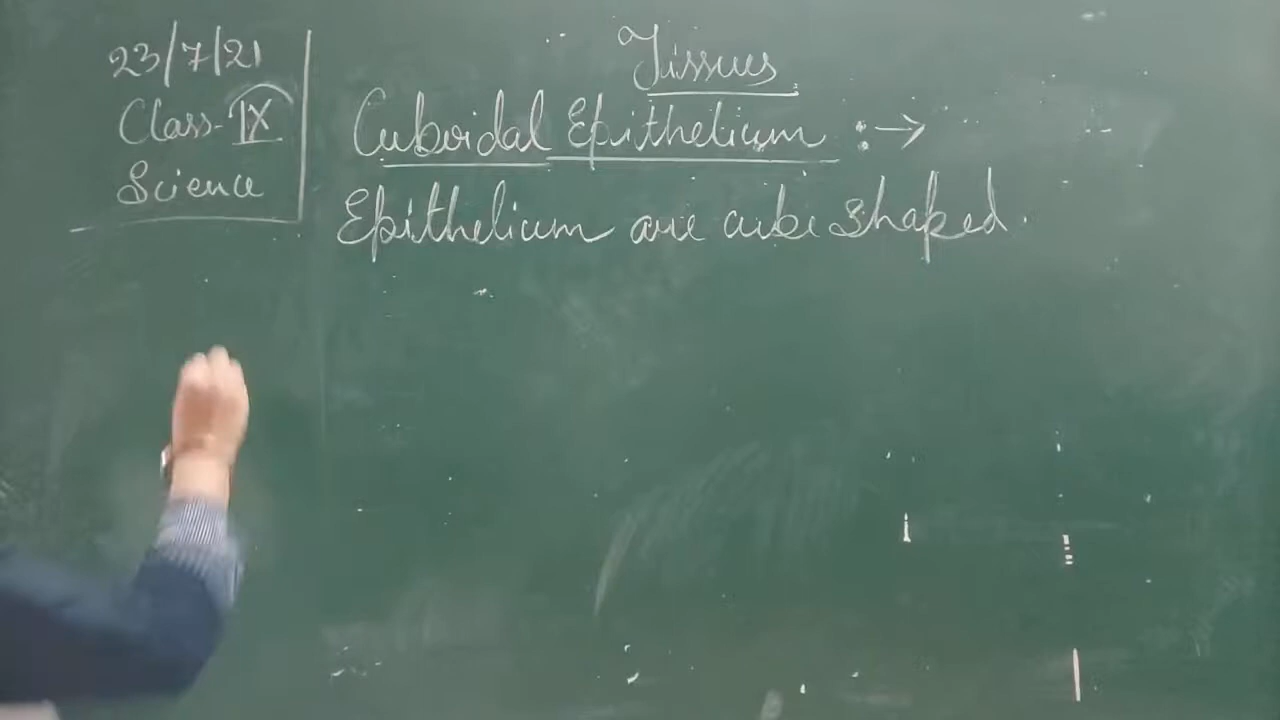 23/7/21
Class-IX
Science
Tissues
Cuboidal Epithelium :→
Epithelium are cube shaped.